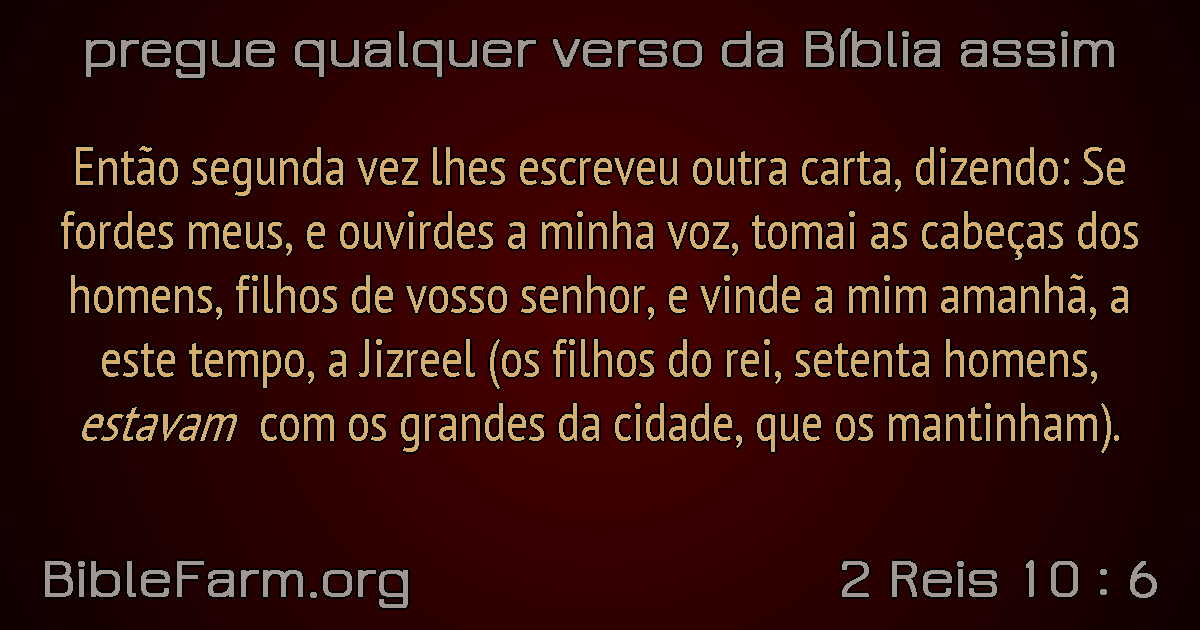 pregue qualquer verso da Bíblia assim
Então segunda vez lhes escreveu outra carta, dizendo: Se
fordes meus, e ouvirdes a minha voz, tomai as cabeças dos
homens, filhos de vosso senhor, e vinde a mim amanhã, a
este tempo, a Jizreel (os filhos do rei, setenta homens,
estavam com os grandes da cidade, que os mantinham).
BibleFarm.org
2 Reis 10 : 6